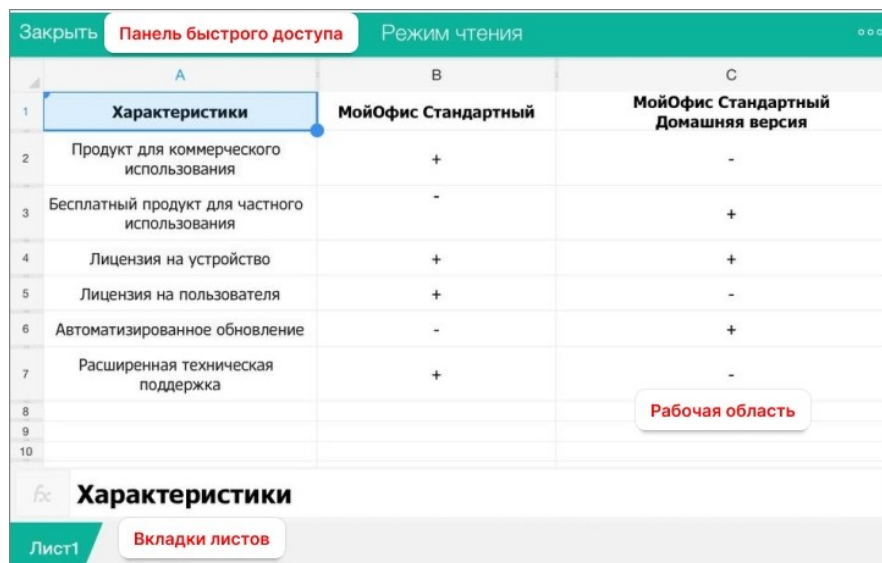 Закрыть Панель быстрого доступа Режим чтения
A B C
1 Характеристики МойОфис Стандартный МойОфис Стандартный
Домашняя версия
2 Продукт для коммерческого
использования + -
3 Бесплатный продукт для частного
использования - +
4 Лицензия на устройство + +
5 Лицензия на пользователя + -
6 Автоматизированное обновление - +
7 Расширенная техническая
поддержка + -
8 Рабочая область
9
10
fx Характеристики
Лист1 Вкладки листов